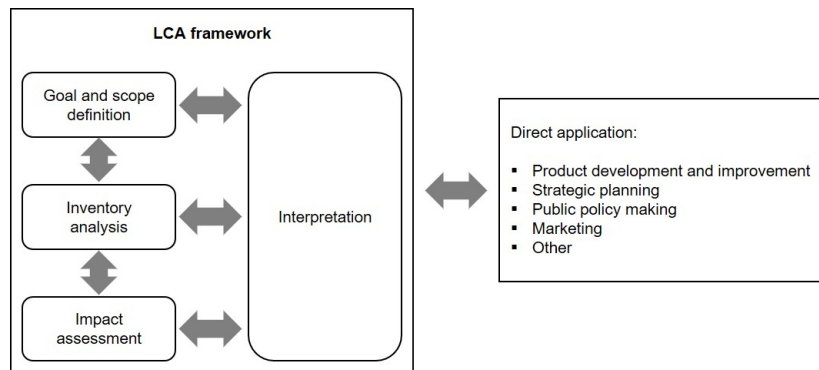 LCA framework
Goal and scope
definition
Inventory
analysis
Impact
assessment
Interpretation
Direct application:
▪ Product development and improvement
▪ Strategic planning
▪ Public policy making
▪ Marketing
▪ Other